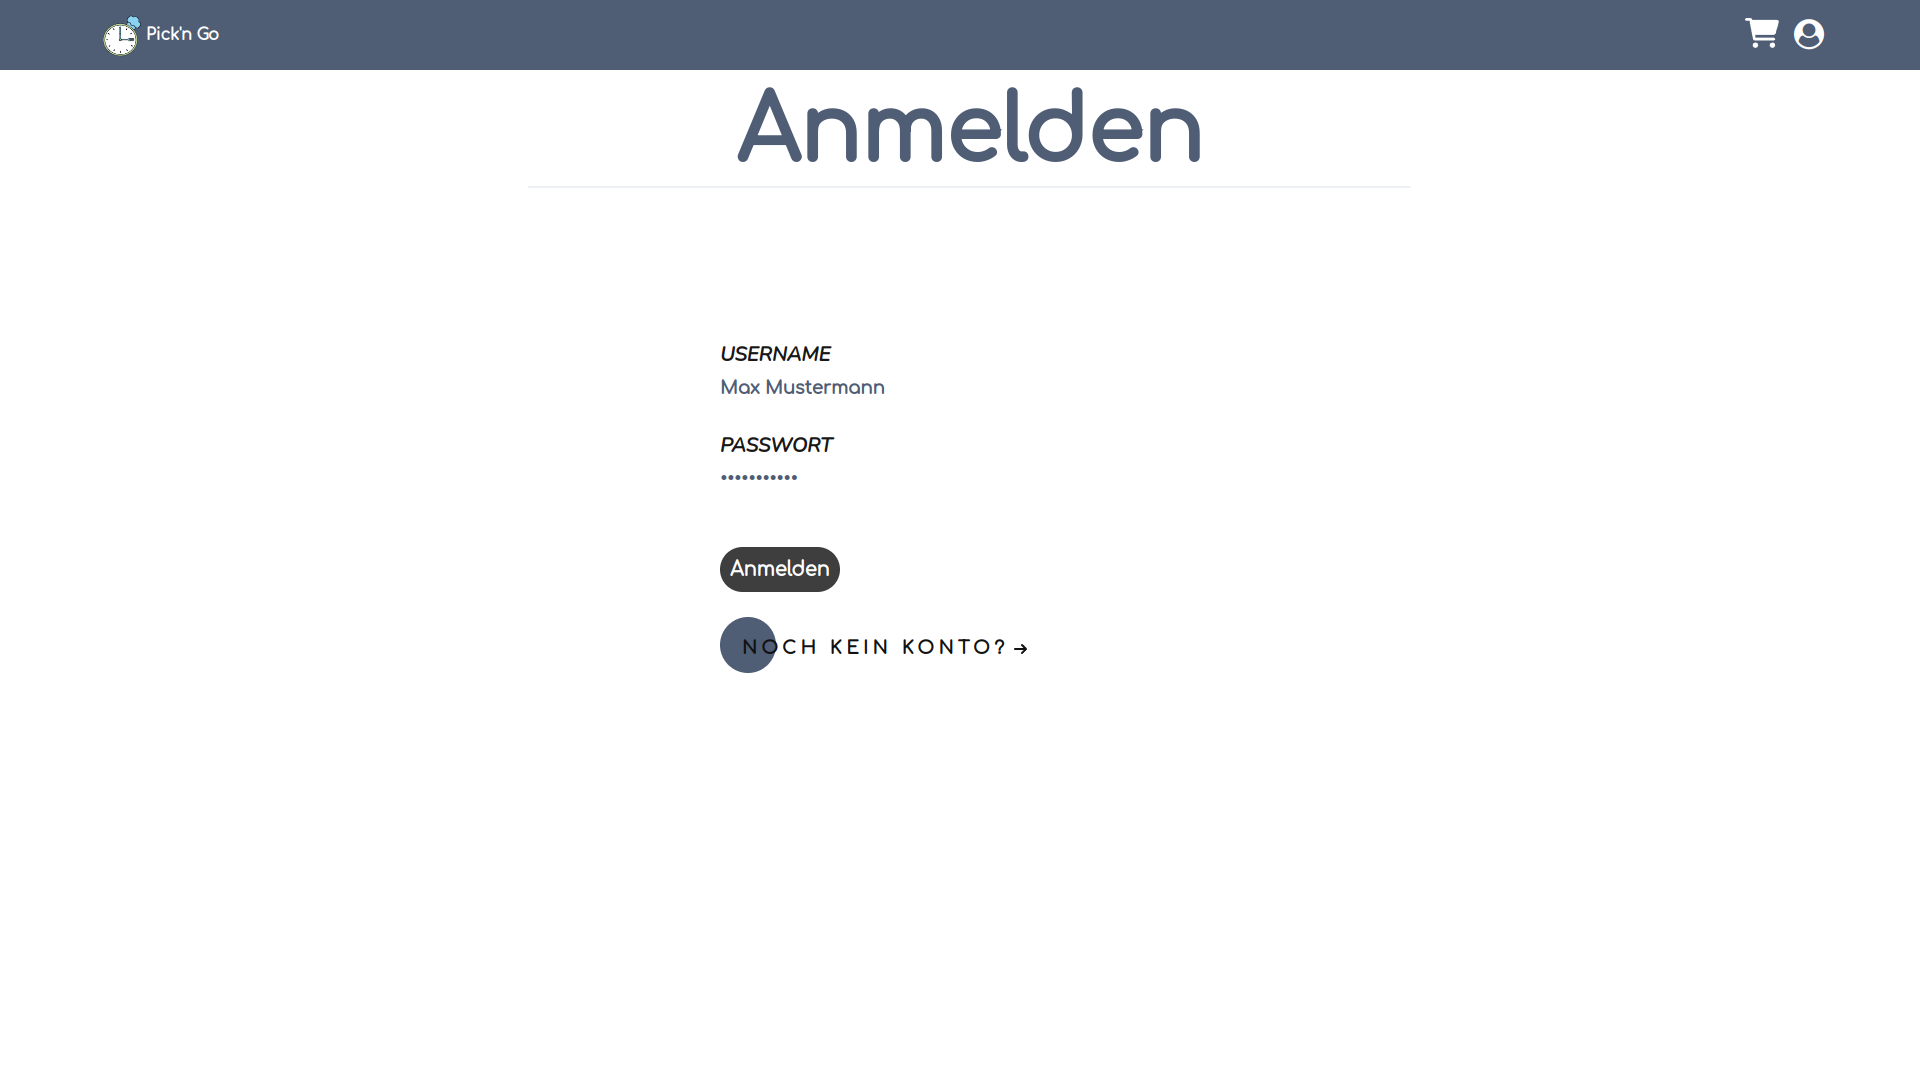 Pick'n Go
Anmelden
USERNAME
Max Mustermann
PASSWORT
•••••••••••
Anmelden
NOCH KEIN KONTO? →